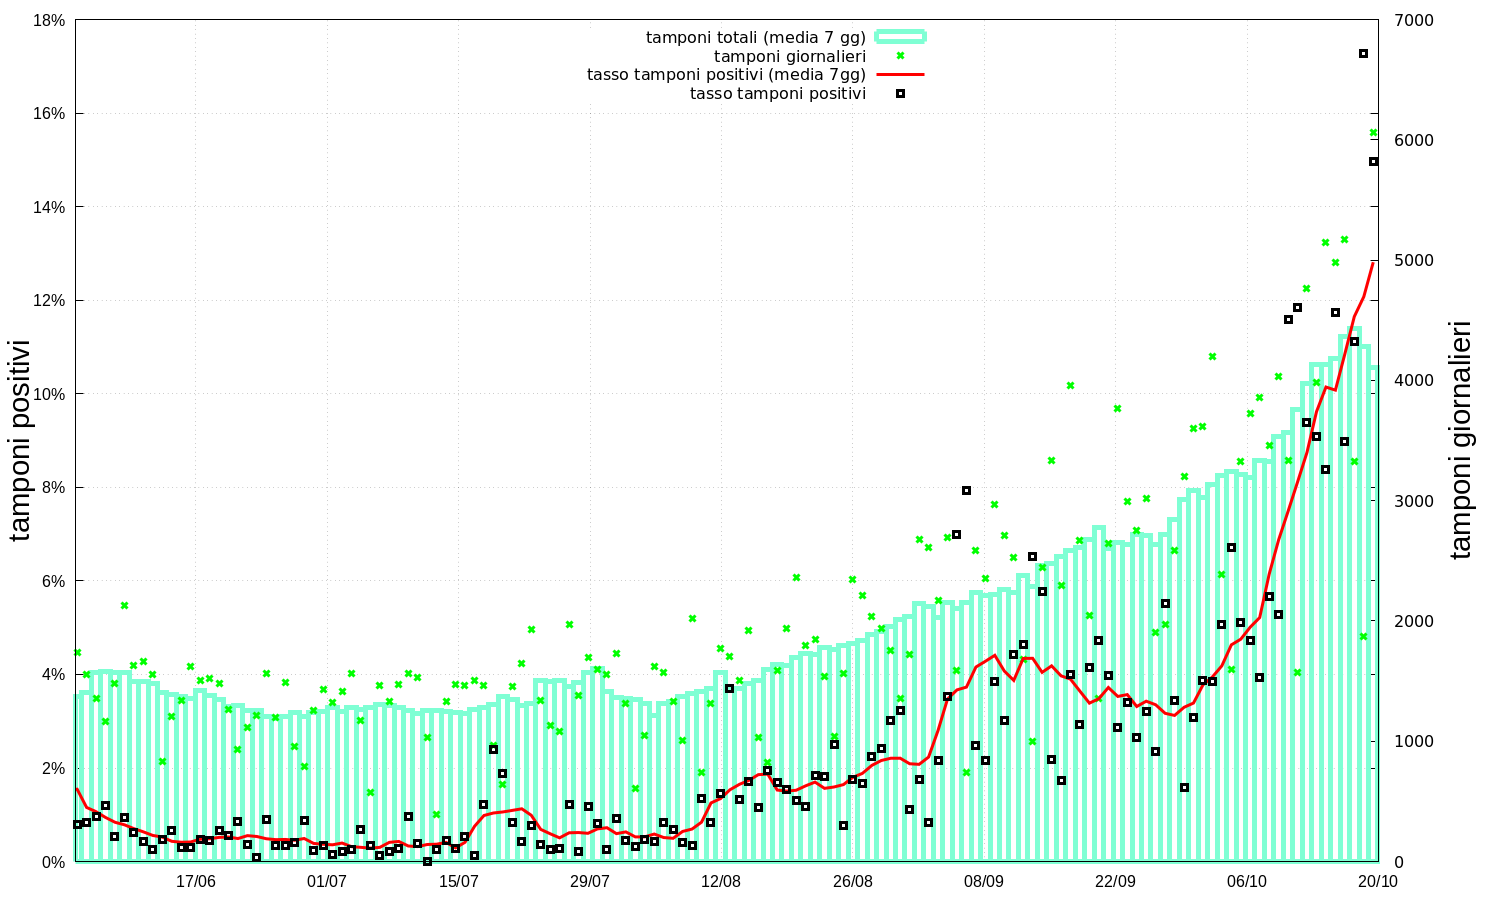 tamponi totali (media 7 gg)
tamponi giornalieri
tasso tamponi positivi (media 7gg)
tasso tamponi positivi
18%
16%
14%
12%
10%
8%
6%
4%
2%
0%
tamponi positivi
7000
6000
5000
4000
3000
2000
1000
0
tamponi giornalieri
17/06 01/07 15/07 29/07 12/08 26/08 08/09 22/09 06/10 20/10